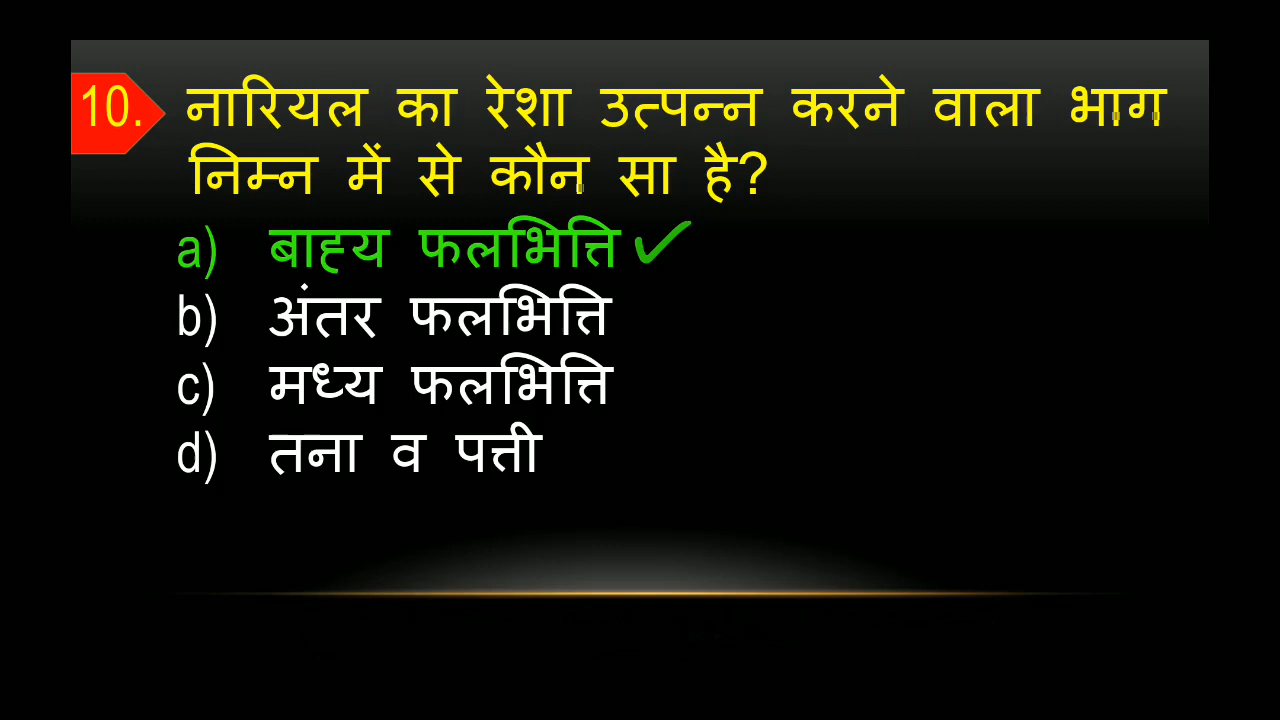 10. नारियल का रेशा उत्पन्न करने वाला भाग
निम्न में से कौन सा है?
a) बाह्य फलभित्ति ✓
b) अंतर फलभित्ति
c) मध्य फलभित्ति
d) तना व पत्ती